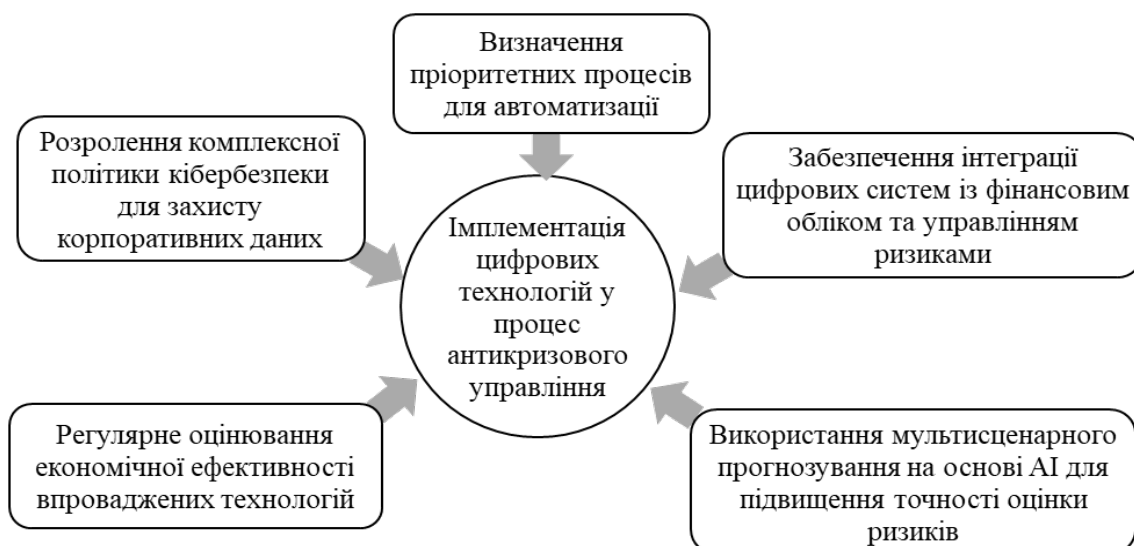 Визначення
пріоритетних процесів
для автоматизації
Розролення комплексної
політики кібербезпеки
для захисту
корпоративних даних
Забезпечення інтеграції
цифрових систем із фінансовим
обліком та управлінням
ризиками
Імплементація
цифрових
технологій у
процес
антикризового
управління
Регулярне оцінювання
економічної ефективності
впроваджених технологій
Використання мультисценарного
прогнозування на основі АІ для
підвищення точності оцінки
ризиків